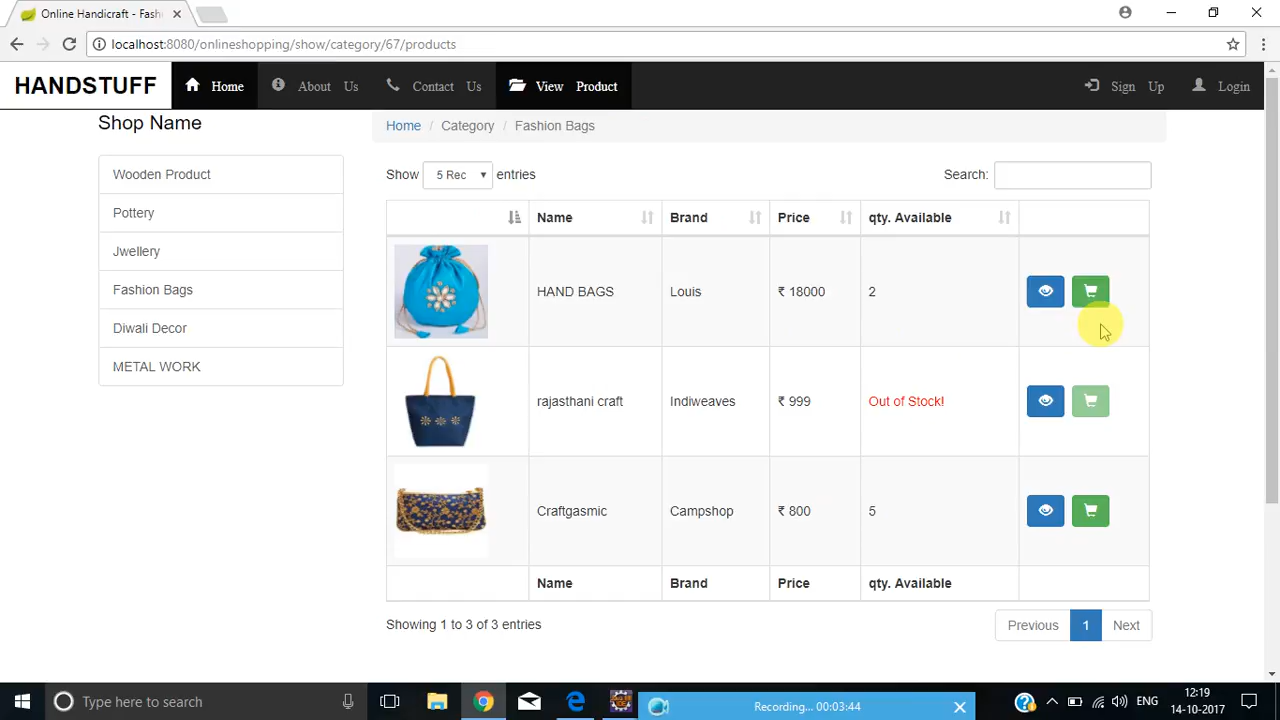 Online Handicraft - Fash
localhost:8080/onlineshopping/show/category/67/products
HANDSTUFF Home About Us Contact Us View Product Sign Up Login
Shop Name
Home / Category / Fashion Bags
Wooden Product
Pottery
Jwellery
Fashion Bags
Diwali Decor
METAL WORK
Show 5 Rec entries Search:
Name Brand Price qty. Available
HAND BAGS Louis ₹ 18000 2
rajasthani craft Indiweaves ₹ 999 Out of Stock!
Craftgasmic Campshop ₹ 800 5
Name Brand Price qty. Available
Showing 1 to 3 of 3 entries Previous 1 Next
Type here to search
Recording... 00:03:44
ENG
12:19
14-10-2017